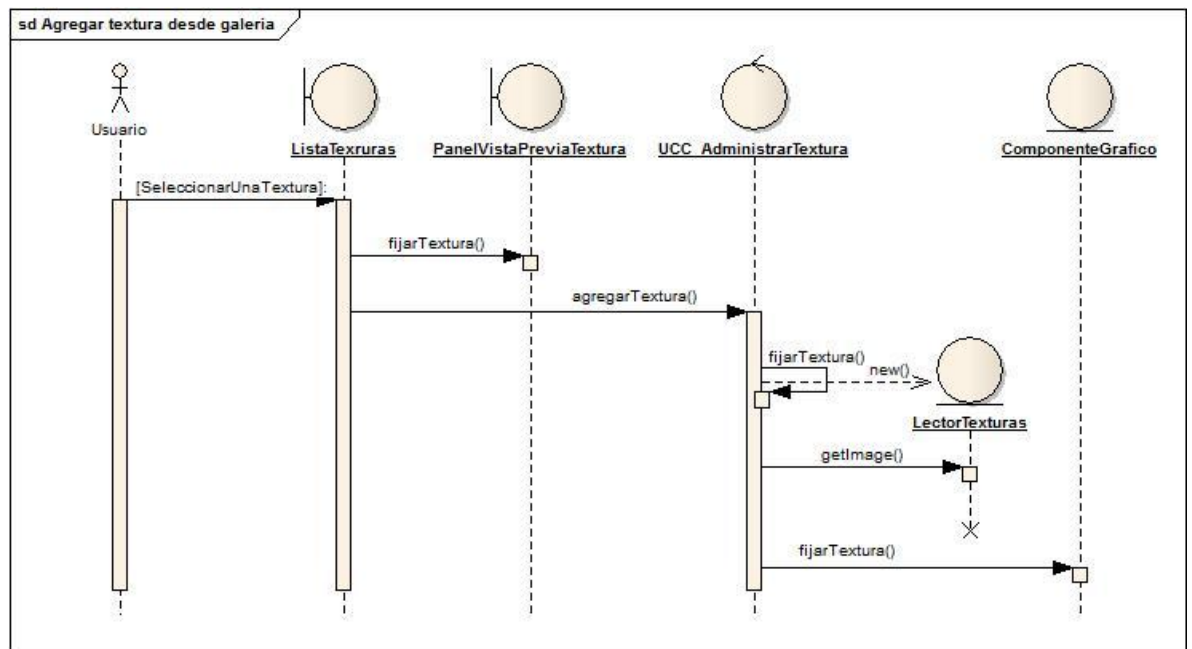 sd Agregar textura desde galeria
Usuario
ListaTexruras
PanelVistaPreviaTextura
UCC_AdministrarTextura
ComponenteGrafico
[SeleccionarUnaTextura]:
fijarTextura()
agregarTextura()
fijarTextura()
new()
LectorTexturas
getImage()
fijarTextura()